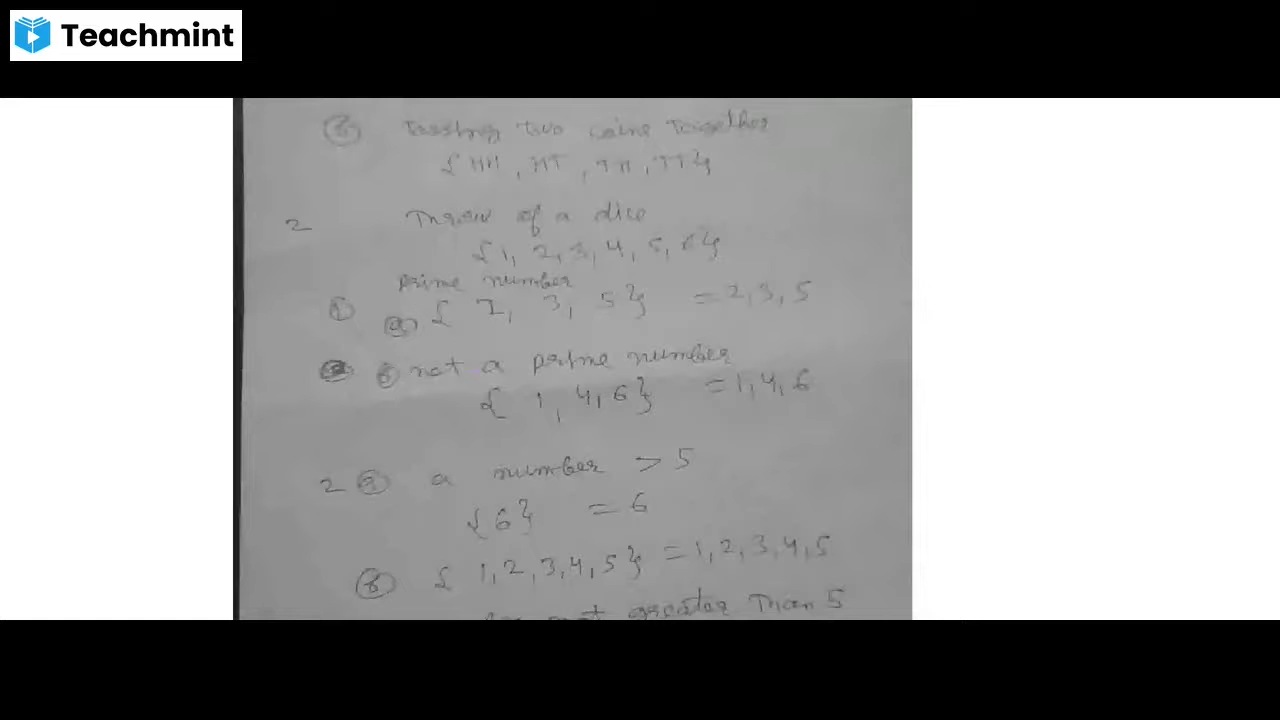 Teachmint
Tossing two coins together
{ HH, HT, TH, TT }
2 Throw of a dice
{ 1, 2, 3, 4, 5, 6 }
prime number
① ⓐ { 2, 3, 5 } = 2, 3, 5
ⓑ not a prime number
{ 1, 4, 6 } = 1, 4, 6
2 ⓐ a number > 5
{ 6 } = 6
ⓑ { 1, 2, 3, 4, 5 } = 1, 2, 3, 4, 5
not greater Than 5